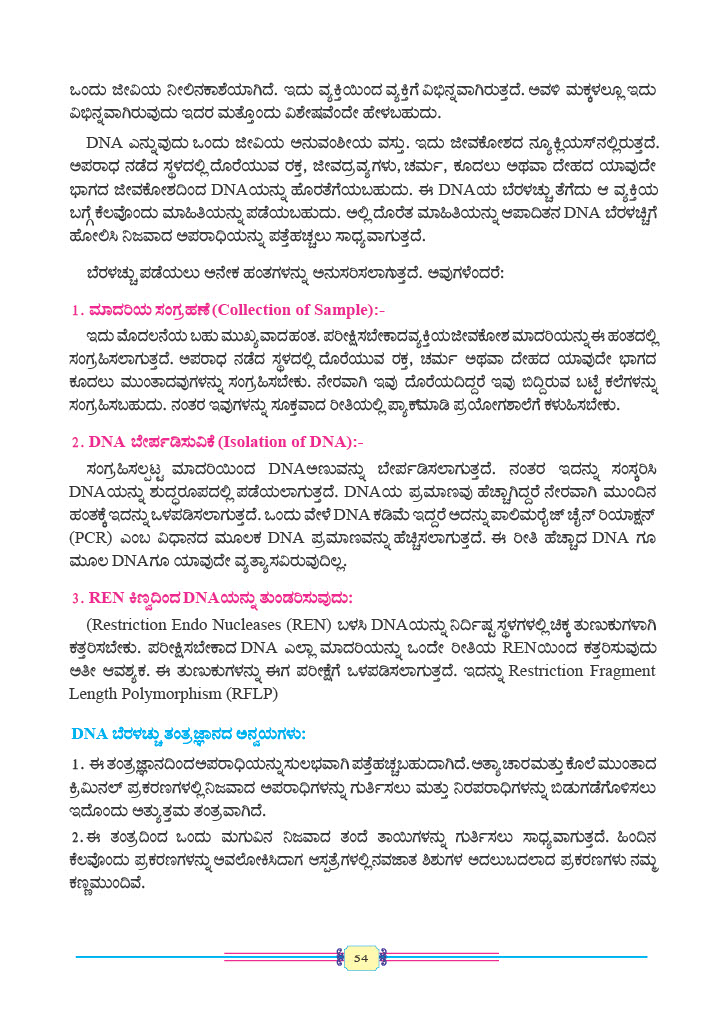 ಒಂದು ಜೀವಿಯ ನೀಲಿನಕಾಶೆಯಾಗಿದೆ. ಇದು ವ್ಯಕ್ತಿಯಿಂದ ವ್ಯಕ್ತಿಗೆ ವಿಭಿನ್ನವಾಗಿರುತ್ತದೆ. ಅವಳಿ ಮಕ್ಕಳಲ್ಲೂ ಇದು
ವಿಭಿನ್ನವಾಗಿರುವುದು ಇದರ ಮತ್ತೊಂದು ವಿಶೇಷವೆಂದೇ ಹೇಳಬಹುದು.
DNA ಎನ್ನುವುದು ಒಂದು ಜೀವಿಯ ಅನುವಂಶೀಯ ವಸ್ತು. ಇದು ಜೀವಕೋಶದ ನ್ಯೂಕ್ಲಿಯಸ್‌ನಲ್ಲಿರುತ್ತದೆ.
ಅಪರಾಧ ನಡೆದ ಸ್ಥಳದಲ್ಲಿ ದೊರೆಯುವ ರಕ್ತ, ಜೀವದ್ರವ್ಯಗಳು, ಚರ್ಮ, ಕೂದಲು ಅಥವಾ ದೇಹದ ಯಾವುದೇ
ಭಾಗದ ಜೀವಕೋಶದಿಂದ DNAಯನ್ನು ಹೊರತೆಗೆಯಬಹುದು. ಈ DNAಯ ಬೆರಳಚ್ಚು ತೆಗೆದು ಆ ವ್ಯಕ್ತಿಯ
ಬಗ್ಗೆ ಕೆಲವೊಂದು ಮಾಹಿತಿಯನ್ನು ಪಡೆಯಬಹುದು. ಅಲ್ಲಿ ದೊರೆತ ಮಾಹಿತಿಯನ್ನು ಆಪಾದಿತನ DNA ಬೆರಳಚ್ಚಿಗೆ
ಹೋಲಿಸಿ ನಿಜವಾದ ಅಪರಾಧಿಯನ್ನು ಪತ್ತೆಹಚ್ಚಲು ಸಾಧ್ಯವಾಗುತ್ತದೆ.
ಬೆರಳಚ್ಚು ಪಡೆಯಲು ಅನೇಕ ಹಂತಗಳನ್ನು ಅನುಸರಿಸಲಾಗುತ್ತದೆ. ಅವುಗಳೆಂದರೆ:
1. ಮಾದರಿಯ ಸಂಗ್ರಹಣೆ (Collection of Sample):-
ಇದು ಮೊದಲನೆಯ ಬಹು ಮುಖ್ಯವಾದ ಹಂತ. ಪರೀಕ್ಷಿಸಬೇಕಾದ ವ್ಯಕ್ತಿಯ ಜೀವಕೋಶ ಮಾದರಿಯನ್ನು ಈ ಹಂತದಲ್ಲಿ
ಸಂಗ್ರಹಿಸಲಾಗುತ್ತದೆ. ಅಪರಾಧ ನಡೆದ ಸ್ಥಳದಲ್ಲಿ ದೊರೆಯುವ ರಕ್ತ, ಚರ್ಮ ಅಥವಾ ದೇಹದ ಯಾವುದೇ ಭಾಗದ
ಕೂದಲು ಮುಂತಾದವುಗಳನ್ನು ಸಂಗ್ರಹಿಸಬೇಕು. ನೇರವಾಗಿ ಇವು ದೊರೆಯದಿದ್ದರೆ ಇವು ಬಿದ್ದಿರುವ ಬಟ್ಟೆ ಕಲೆಗಳನ್ನು
ಸಂಗ್ರಹಿಸಬಹುದು. ನಂತರ ಇವುಗಳನ್ನು ಸೂಕ್ತವಾದ ರೀತಿಯಲ್ಲಿ ಪ್ಯಾಕ್‌ಮಾಡಿ ಪ್ರಯೋಗಶಾಲೆಗೆ ಕಳುಹಿಸಬೇಕು.
2. DNA ಬೇರ್ಪಡಿಸುವಿಕೆ (Isolation of DNA):-
ಸಂಗ್ರಹಿಸಲ್ಪಟ್ಟ ಮಾದರಿಯಿಂದ DNAಅಣುವನ್ನು ಬೇರ್ಪಡಿಸಲಾಗುತ್ತದೆ. ನಂತರ ಇದನ್ನು ಸಂಸ್ಕರಿಸಿ
DNAಯನ್ನು ಶುದ್ಧರೂಪದಲ್ಲಿ ಪಡೆಯಲಾಗುತ್ತದೆ. DNAಯ ಪ್ರಮಾಣವು ಹೆಚ್ಚಾಗಿದ್ದರೆ ನೇರವಾಗಿ ಮುಂದಿನ
ಹಂತಕ್ಕೆ ಇದನ್ನು ಒಳಪಡಿಸಲಾಗುತ್ತದೆ. ಒಂದು ವೇಳೆ DNA ಕಡಿಮೆ ಇದ್ದರೆ ಅದನ್ನು ಪಾಲಿಮರೈಜ್ ಚೈನ್ ರಿಯಾಕ್ಷನ್
(PCR) ಎಂಬ ವಿಧಾನದ ಮೂಲಕ DNA ಪ್ರಮಾಣವನ್ನು ಹೆಚ್ಚಿಸಲಾಗುತ್ತದೆ. ಈ ರೀತಿ ಹೆಚ್ಚಾದ DNA ಗೂ
ಮೂಲ DNAಗೂ ಯಾವುದೇ ವ್ಯತ್ಯಾಸವಿರುವುದಿಲ್ಲ.
3. REN ಕಿಣ್ವದಿಂದ DNAಯನ್ನು ತುಂಡರಿಸುವುದು:
(Restriction Endo Nucleases (REN) ಬಳಸಿ DNAಯನ್ನು ನಿರ್ದಿಷ್ಟ ಸ್ಥಳಗಳಲ್ಲಿ ಚಿಕ್ಕ ತುಣುಕುಗಳಾಗಿ
ಕತ್ತರಿಸಬೇಕು. ಪರೀಕ್ಷಿಸಬೇಕಾದ DNA ಎಲ್ಲಾ ಮಾದರಿಯನ್ನು ಒಂದೇ ರೀತಿಯ RENಯಿಂದ ಕತ್ತರಿಸುವುದು
ಅತೀ ಆವಶ್ಯಕ. ಈ ತುಣುಕುಗಳನ್ನು ಈಗ ಪರೀಕ್ಷೆಗೆ ಒಳಪಡಿಸಲಾಗುತ್ತದೆ. ಇದನ್ನು Restriction Fragment
Length Polymorphism (RFLP)
DNA ಬೆರಳಚ್ಚು ತಂತ್ರಜ್ಞಾನದ ಅನ್ವಯಗಳು:
1. ಈ ತಂತ್ರಜ್ಞಾನದಿಂದ ಅಪರಾಧಿಯನ್ನು ಸುಲಭವಾಗಿ ಪತ್ತೆಹಚ್ಚಬಹುದಾಗಿದೆ. ಅತ್ಯಾಚಾರ ಮತ್ತು ಕೊಲೆ ಮುಂತಾದ
ಕ್ರಿಮಿನಲ್ ಪ್ರಕರಣಗಳಲ್ಲಿ ನಿಜವಾದ ಅಪರಾಧಿಗಳನ್ನು ಗುರ್ತಿಸಲು ಮತ್ತು ನಿರಪರಾಧಿಗಳನ್ನು ಬಿಡುಗಡೆಗೊಳಿಸಲು
ಇದೊಂದು ಅತ್ಯುತ್ತಮ ತಂತ್ರವಾಗಿದೆ.
2. ಈ ತಂತ್ರದಿಂದ ಒಂದು ಮಗುವಿನ ನಿಜವಾದ ತಂದೆ ತಾಯಿಗಳನ್ನು ಗುರ್ತಿಸಲು ಸಾಧ್ಯವಾಗುತ್ತದೆ. ಹಿಂದಿನ
ಕೆಲವೊಂದು ಪ್ರಕರಣಗಳನ್ನು ಅವಲೋಕಿಸಿದಾಗ ಆಸ್ಪತ್ರೆಗಳಲ್ಲಿ ನವಜಾತ ಶಿಶುಗಳ ಅದಲುಬದಲಾದ ಪ್ರಕರಣಗಳು ನಮ್ಮ
ಕಣ್ಣಮುಂದಿವೆ.
54